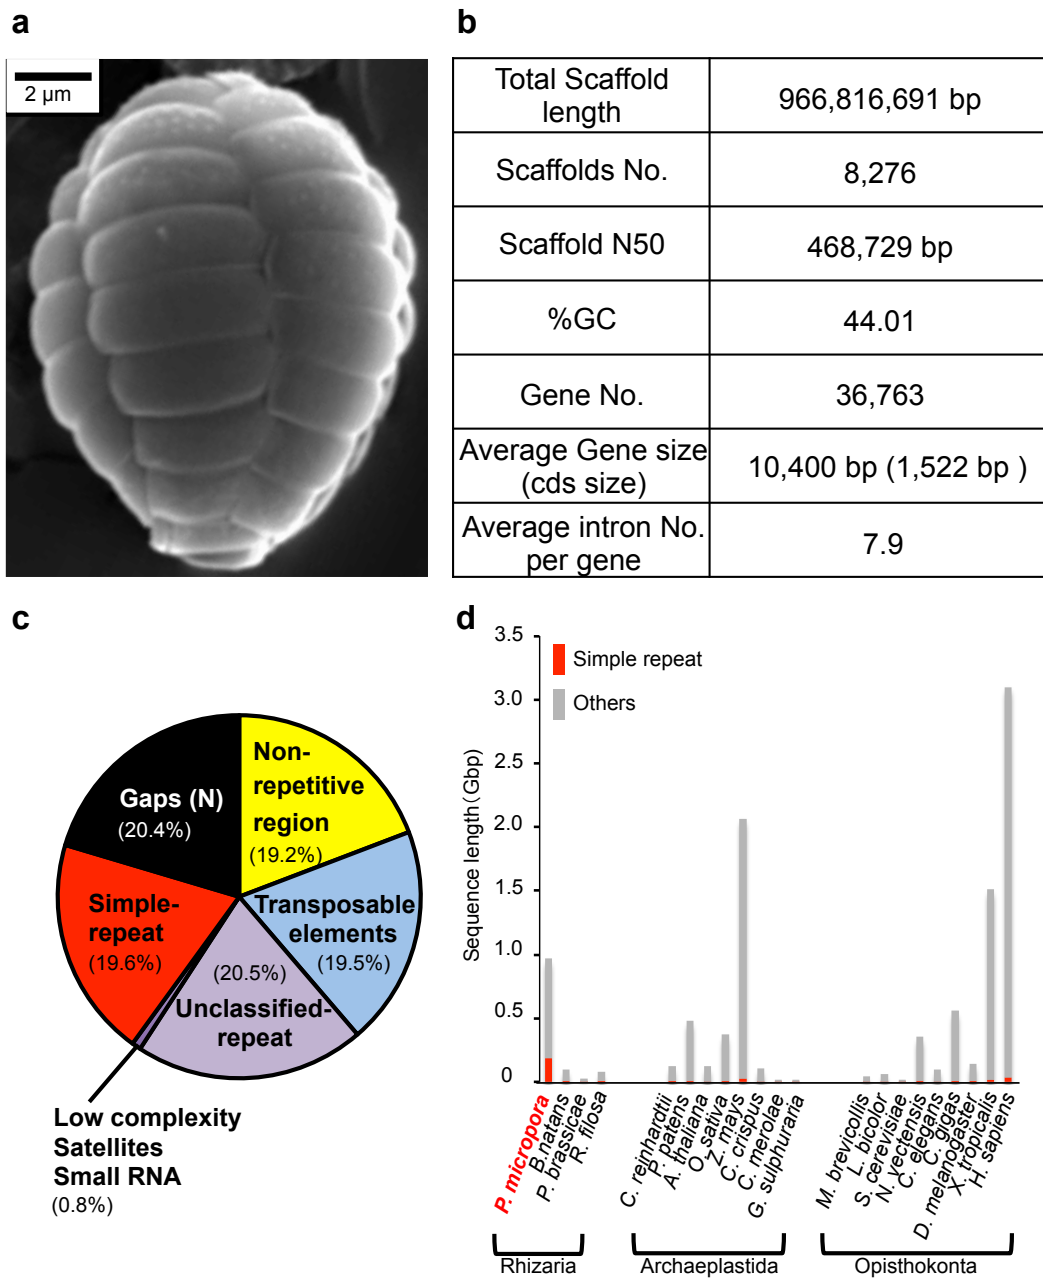 a
2 µm
b
Total Scaffold
length
966,816,691 bp
Scaffolds No.
8,276
Scaffold N50
468,729 bp
%GC
44.01
Gene No.
36,763
Average Gene size
(cds size)
10,400 bp (1,522 bp )
Average intron No.
per gene
7.9
c
Gaps (N)
(20.4%)
Non-
repetitive
region
(19.2%)
Simple-
repeat
(19.6%)
Transposable
elements
(19.5%)
(20.5%)
Unclassified-
repeat
Low complexity
Satellites
Small RNA
(0.8%)
d
Sequence length(Gbp)
3.5
3.0
2.5
2.0
1.5
1.0
0.5
0
Simple repeat
Others
P. micropora
B.natans
P. brassicae
R. filosa
C. reinhardtii
P. patens
A. thaliana
O. sativa
Z. mays
C. crispus
C. merolae
G. sulphuraria
M. brevicollis
L. bicolor
S. cerevisiae
N. vectensis
C. elegans
C. gigas
D. melanogaster
X. tropicalis
H. sapiens
Rhizaria
Archaeplastida
Opisthokonta